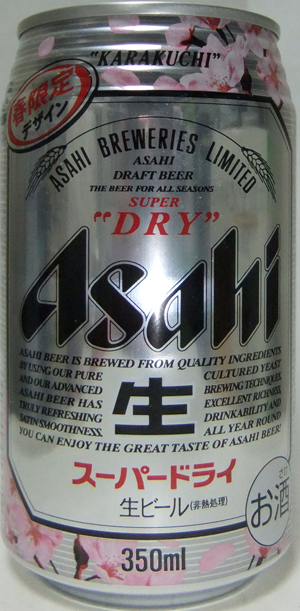 "KARAKUCHI"
春限定
デザイン
ASAHI BREWERIES LIMITED
ASAHI
DRAFT BEER
THE BEER FOR ALL SEASONS
SUPER
"DRY"
Asahi
ASAHI BEER IS BREWED FROM QUALITY INGREDIENTS
BY USING OUR PURE CULTURED YEAST
AND OUR ADVANCED BREWING TECHNIQUES.
ASAHI BEER HAS EXCELLENT RICHNESS,
TRULY REFRESHING DRINKABILITY AND
SATIN SMOOTHNESS. ALL YEAR ROUND
YOU CAN ENJOY THE GREAT TASTE OF ASAHI BEER!
生
スーパードライ
生ビール(非熱処理)
お酒
350ml